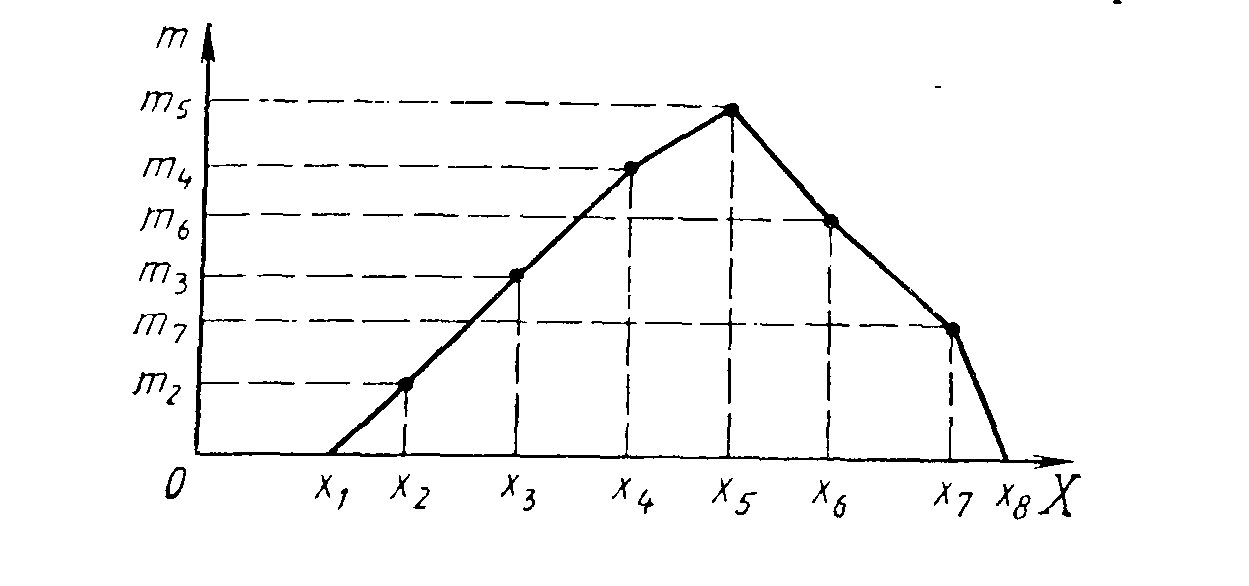 m
m₅
m₄
m₆
m₃
m₇
m₂
0 x₁ x₂ x₃ x₄ x₅ x₆ x₇ x₈ X